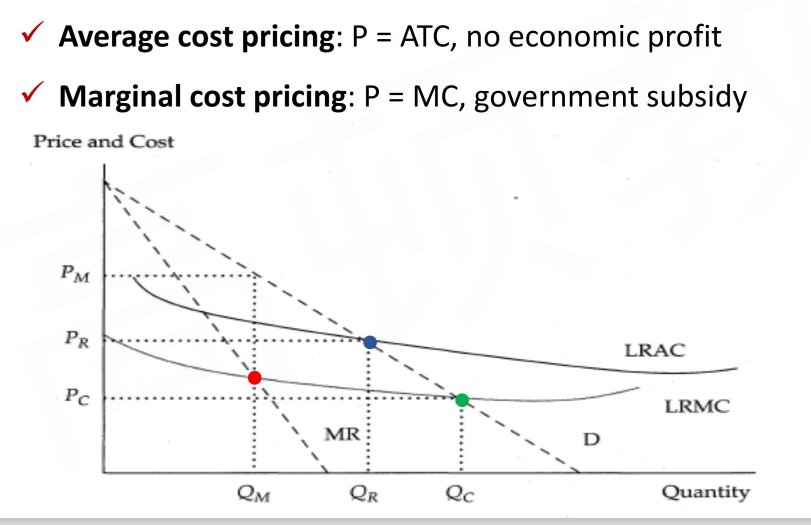 ✓ Average cost pricing: P = ATC, no economic profit
✓ Marginal cost pricing: P = MC, government subsidy
Price and Cost
PM
PR
LRAC
PC
LRMC
MR
D
QM QR QC Quantity